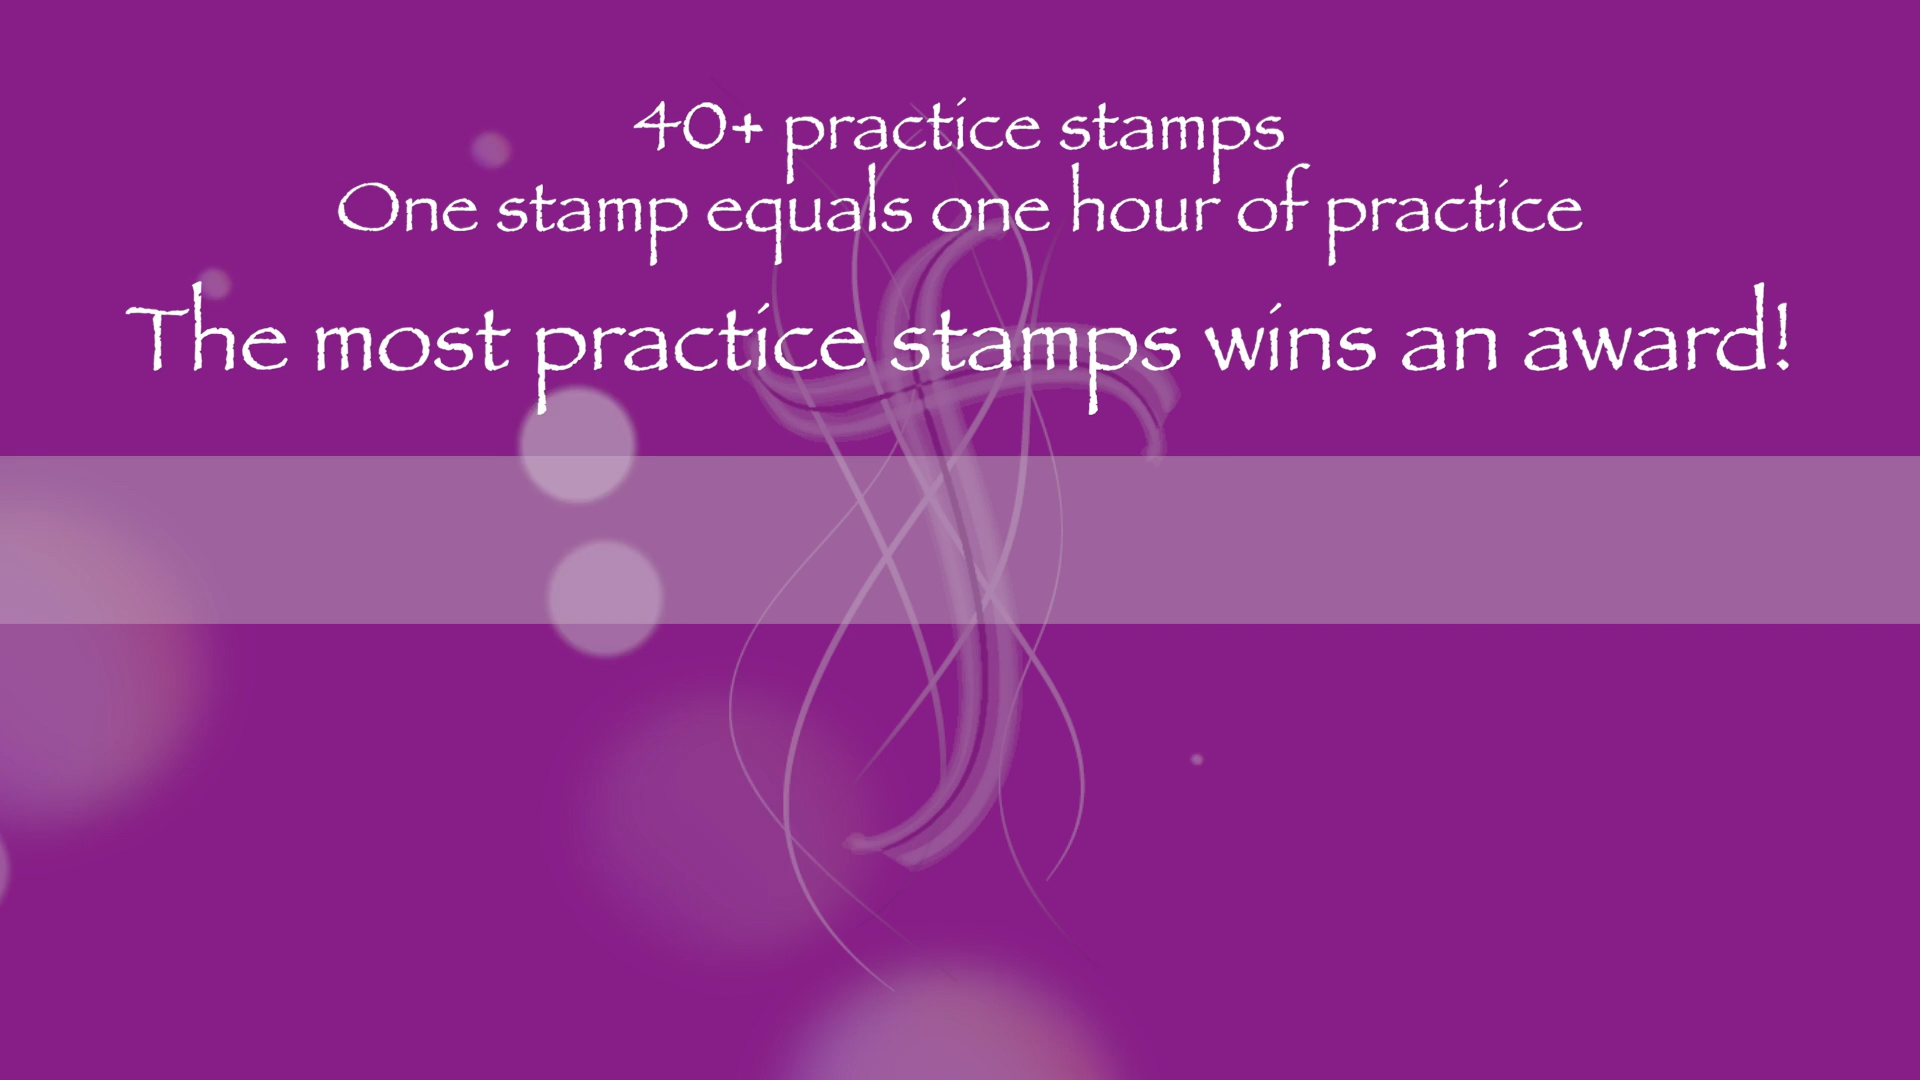 40+ practice stamps
One stamp equals one hour of practice
The most practice stamps wins an award!